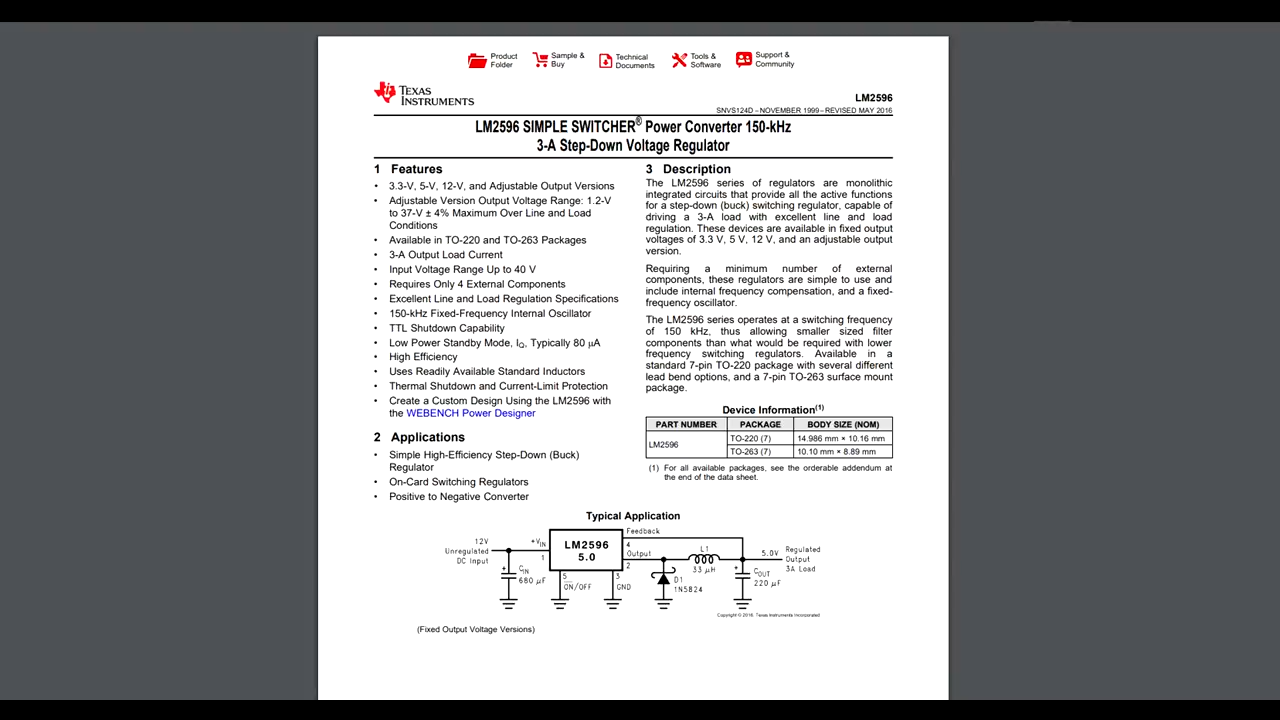 Product
Folder
Sample &
Buy
Technical
Documents
Tools &
Software
Support &
Community
TEXAS
INSTRUMENTS
LM2596
SNVS124D – NOVEMBER 1999 – REVISED MAY 2016
LM2596 SIMPLE SWITCHER® Power Converter 150-kHz
3-A Step-Down Voltage Regulator
1 Features
• 3.3-V, 5-V, 12-V, and Adjustable Output Versions
• Adjustable Version Output Voltage Range: 1.2-V
to 37-V ± 4% Maximum Over Line and Load
Conditions
• Available in TO-220 and TO-263 Packages
• 3-A Output Load Current
• Input Voltage Range Up to 40 V
• Requires Only 4 External Components
• Excellent Line and Load Regulation Specifications
• 150-kHz Fixed-Frequency Internal Oscillator
• TTL Shutdown Capability
• Low Power Standby Mode, IQ, Typically 80 μA
• High Efficiency
• Uses Readily Available Standard Inductors
• Thermal Shutdown and Current-Limit Protection
• Create a Custom Design Using the LM2596 with
the WEBENCH Power Designer
2 Applications
• Simple High-Efficiency Step-Down (Buck)
Regulator
• On-Card Switching Regulators
• Positive to Negative Converter
3 Description
The LM2596 series of regulators are monolithic
integrated circuits that provide all the active functions
for a step-down (buck) switching regulator, capable of
driving a 3-A load with excellent line and load
regulation. These devices are available in fixed output
voltages of 3.3 V, 5 V, 12 V, and an adjustable output
version.
Requiring a minimum number of external
components, these regulators are simple to use and
include internal frequency compensation, and a fixed-
frequency oscillator.
The LM2596 series operates at a switching frequency
of 150 kHz, thus allowing smaller sized filter
components than what would be required with lower
frequency switching regulators. Available in a
standard 7-pin TO-220 package with several different
lead bend options, and a 7-pin TO-263 surface mount
package.
Device Information(1)
PART NUMBER PACKAGE BODY SIZE (NOM)
LM2596 TO-220 (7) 14.986 mm × 10.16 mm
TO-263 (7) 10.10 mm × 8.89 mm
(1) For all available packages, see the orderable addendum at
the end of the data sheet.
Typical Application
12V
Unregulated
DC Input
+VIN
1
CIN
680 μF
+
LM2596
5.0
5
ON/OFF
3
GND
Feedback
4
Output
2
D1
1N5824
L1
33 μH
+
COUT
220 μF
5.0V
Regulated
Output
3A Load
Copyright © 2016, Texas Instruments Incorporated
(Fixed Output Voltage Versions)